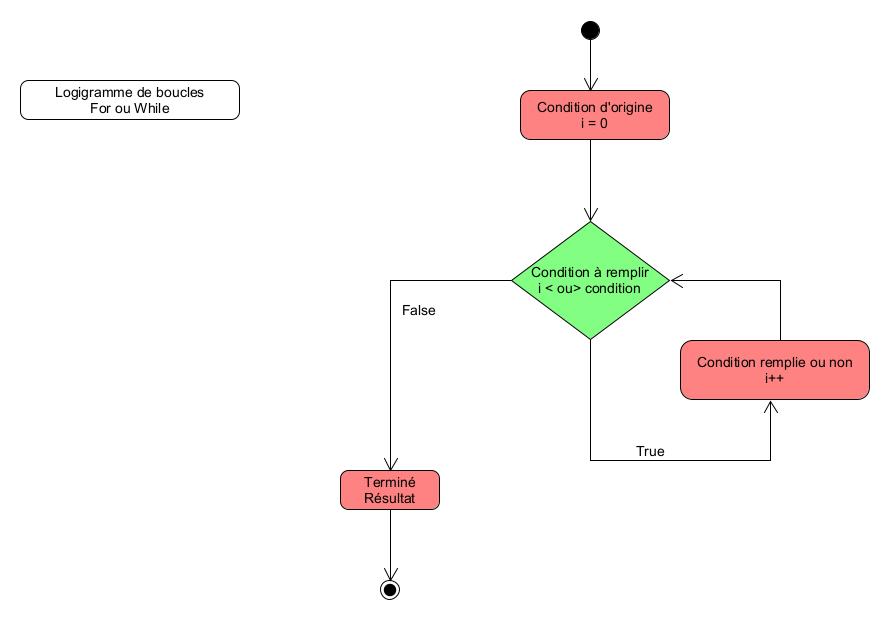 Logigramme de boucles
For ou While
Condition d'origine
i = 0
Condition à remplir
i < ou> condition
False
Condition remplie ou non
i++
True
Terminé
Résultat